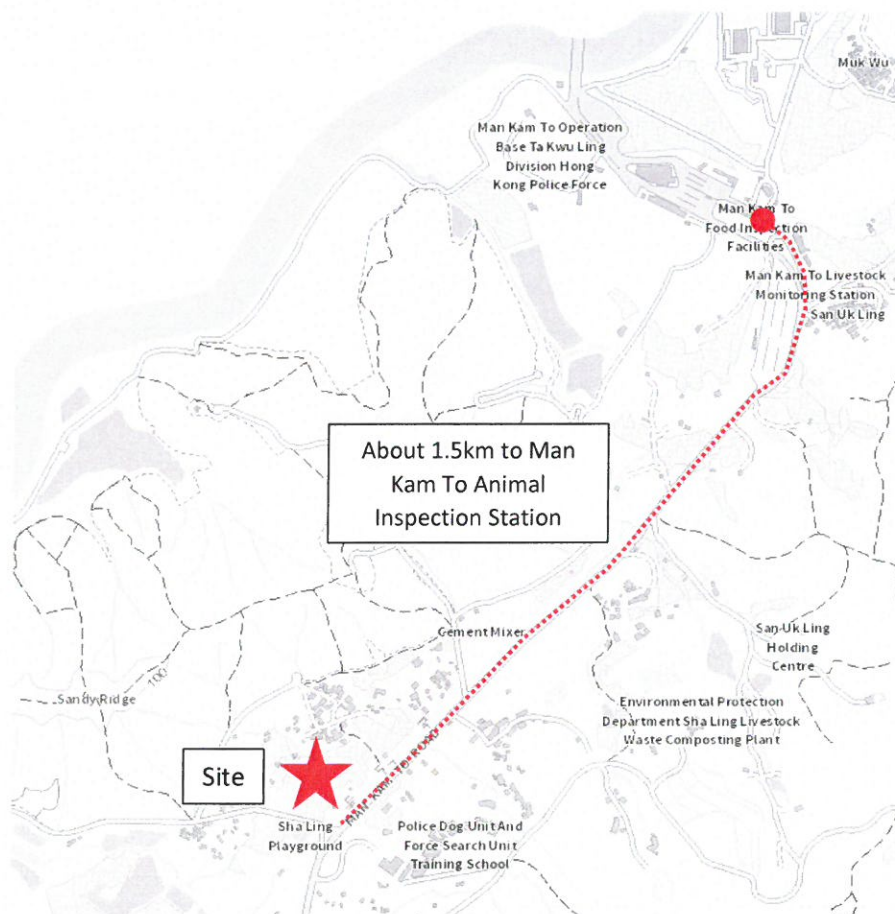 Muk Wu
Man Kam To Operation
Base Ta Kwu Ling
Division Hong
Kong Police Force
Man Kam To
Food Inspection
Facilities
Man Kam To Livestock
Monitoring Station
San Uk Ling
About 1.5km to Man
Kam To Animal
Inspection Station
Cement Mixer
San Uk Ling
Holding
Centre
100
Sandy Ridge
Environmental Protection
Department Sha Ling Livestock
Waste Composting Plant
MAN KAM TO ROAD
Site
Sha Ling
Playground
Police Dog Unit And
Force Search Unit
Training School